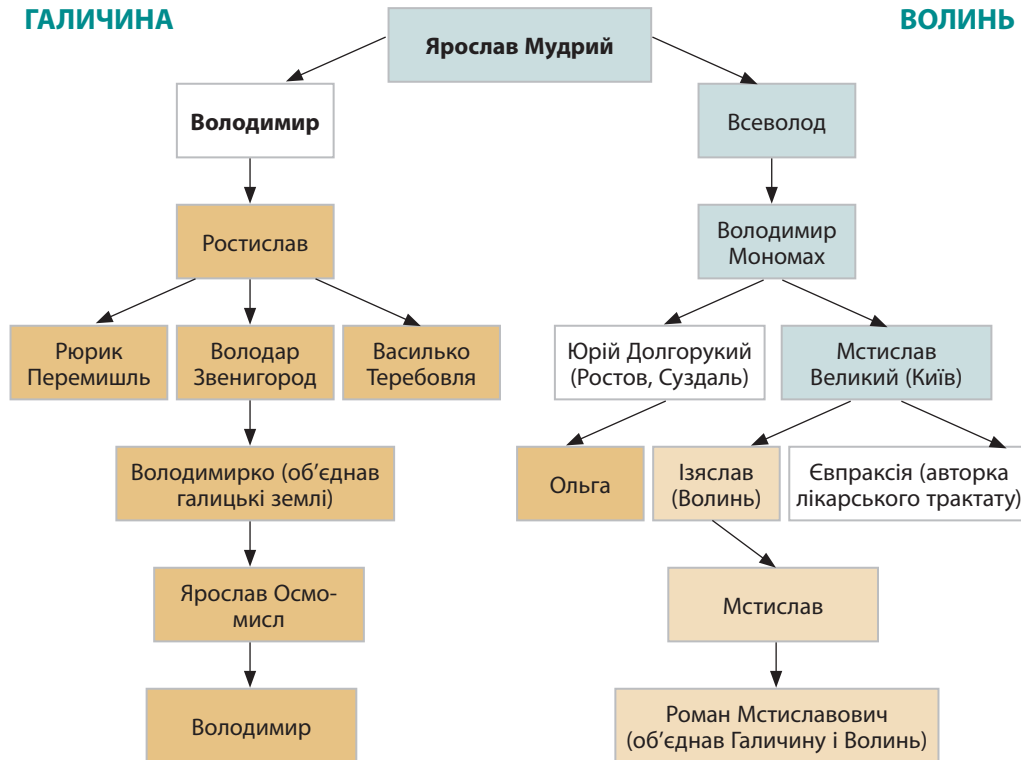 ГАЛИЧИНА
ВОЛИНЬ
Ярослав Мудрий
Володимир
Всеволод
Ростислав
Володимир
Мономах
Рюрик
Перемишль
Володар
Звенигород
Василько
Теребовля
Юрій Долгорукий
(Ростов, Суздаль)
Мстислав
Великий (Київ)
Володимирко (об’єднав
галицькі землі)
Ольга
Ізяслав
(Волинь)
Євпраксія (авторка
лікарського трактату)
Ярослав Осмо-
мисл
Мстислав
Володимир
Роман Мстиславович
(об’єднав Галичину і Волинь)